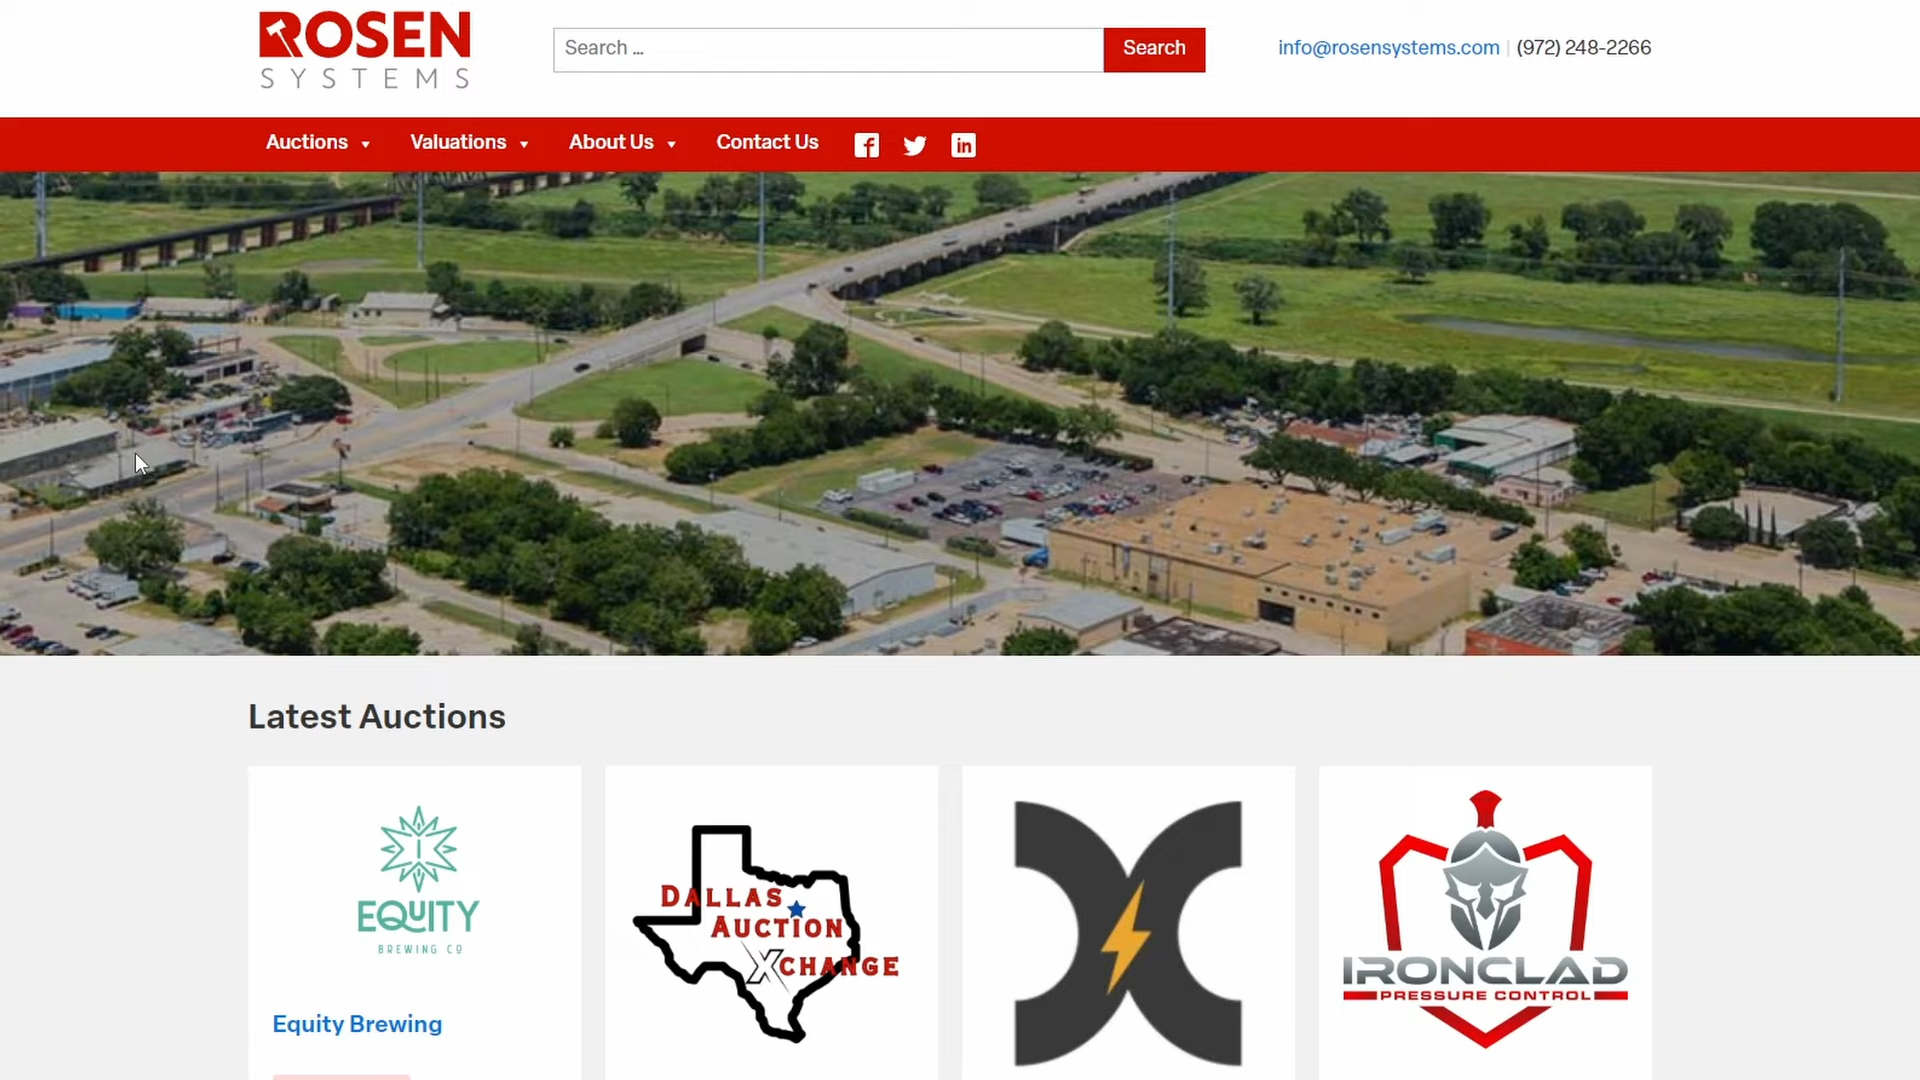 ROSEN
SYSTEMS
Search ...
Search
info@rosensystems.com | (972) 248-2266
Auctions
Valuations
About Us
Contact Us
Latest Auctions
EQUITY
BREWING CO
Equity Brewing
DALLAS
AUCTION
XCHANGE
IRONCLAD
PRESSURE CONTROL